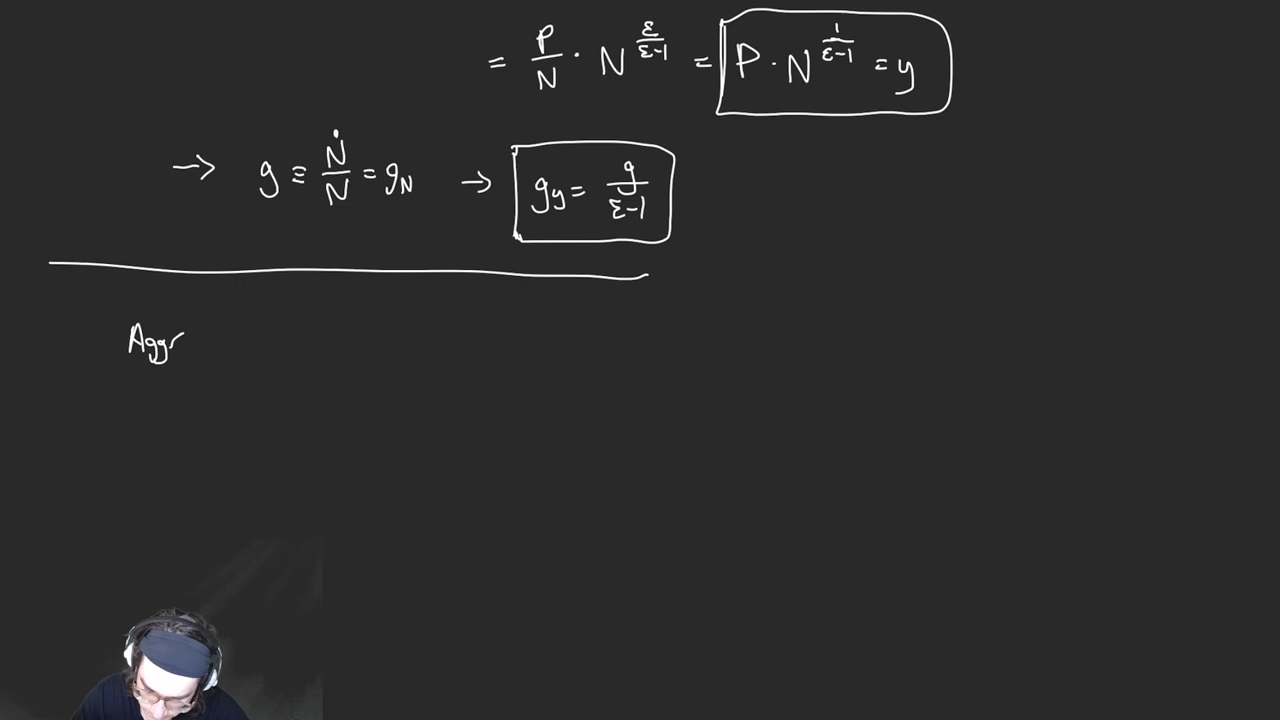 = P/N · N^(ε/(ε-1)) = P · N^(1/(ε-1)) = y
→ g ≡ Ṅ/N = g_N → g_y = g/(ε-1)
Aggr